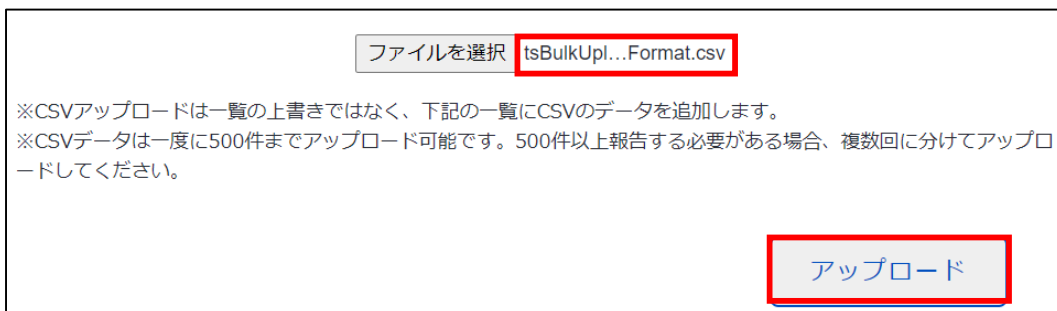 ファイルを選択 tsBulkUpl...Format.csv
※CSVアップロードは一覧の上書きではなく、下記の一覧にCSVのデータを追加します。
※CSVデータは一度に500件までアップロード可能です。500件以上報告する必要がある場合、複数回に分けてアップロ
ードしてください。
アップロード